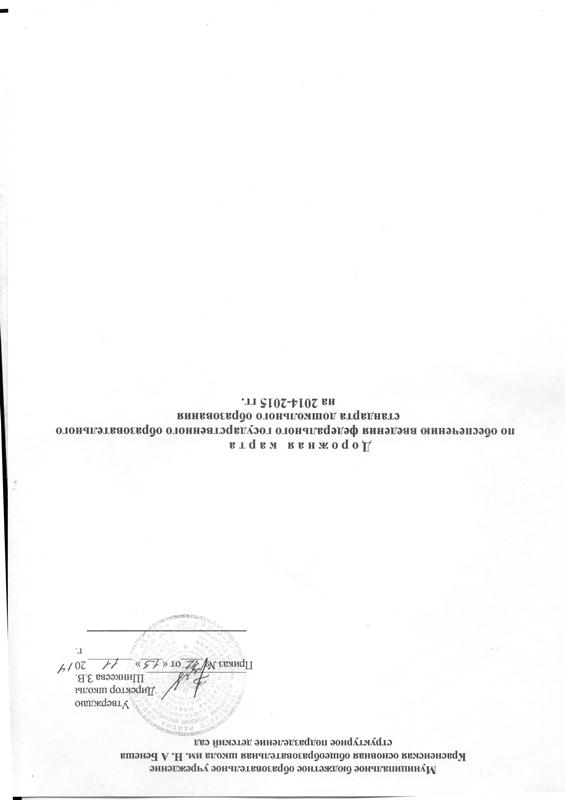 Муниципальное бюджетное образовательное учреждение
Красненская основная общеобразовательная школа им. Н. А Бенеша
структурное подразделение детский сад
Утверждаю
Директор школы
Шинкеева З.В.
Приказ № от « 13 » 11 2014
г.
Дорожная карта
по обеспечению введения федерального государственного образовательного
стандарта дошкольного образования
на 2014-2015 гг.